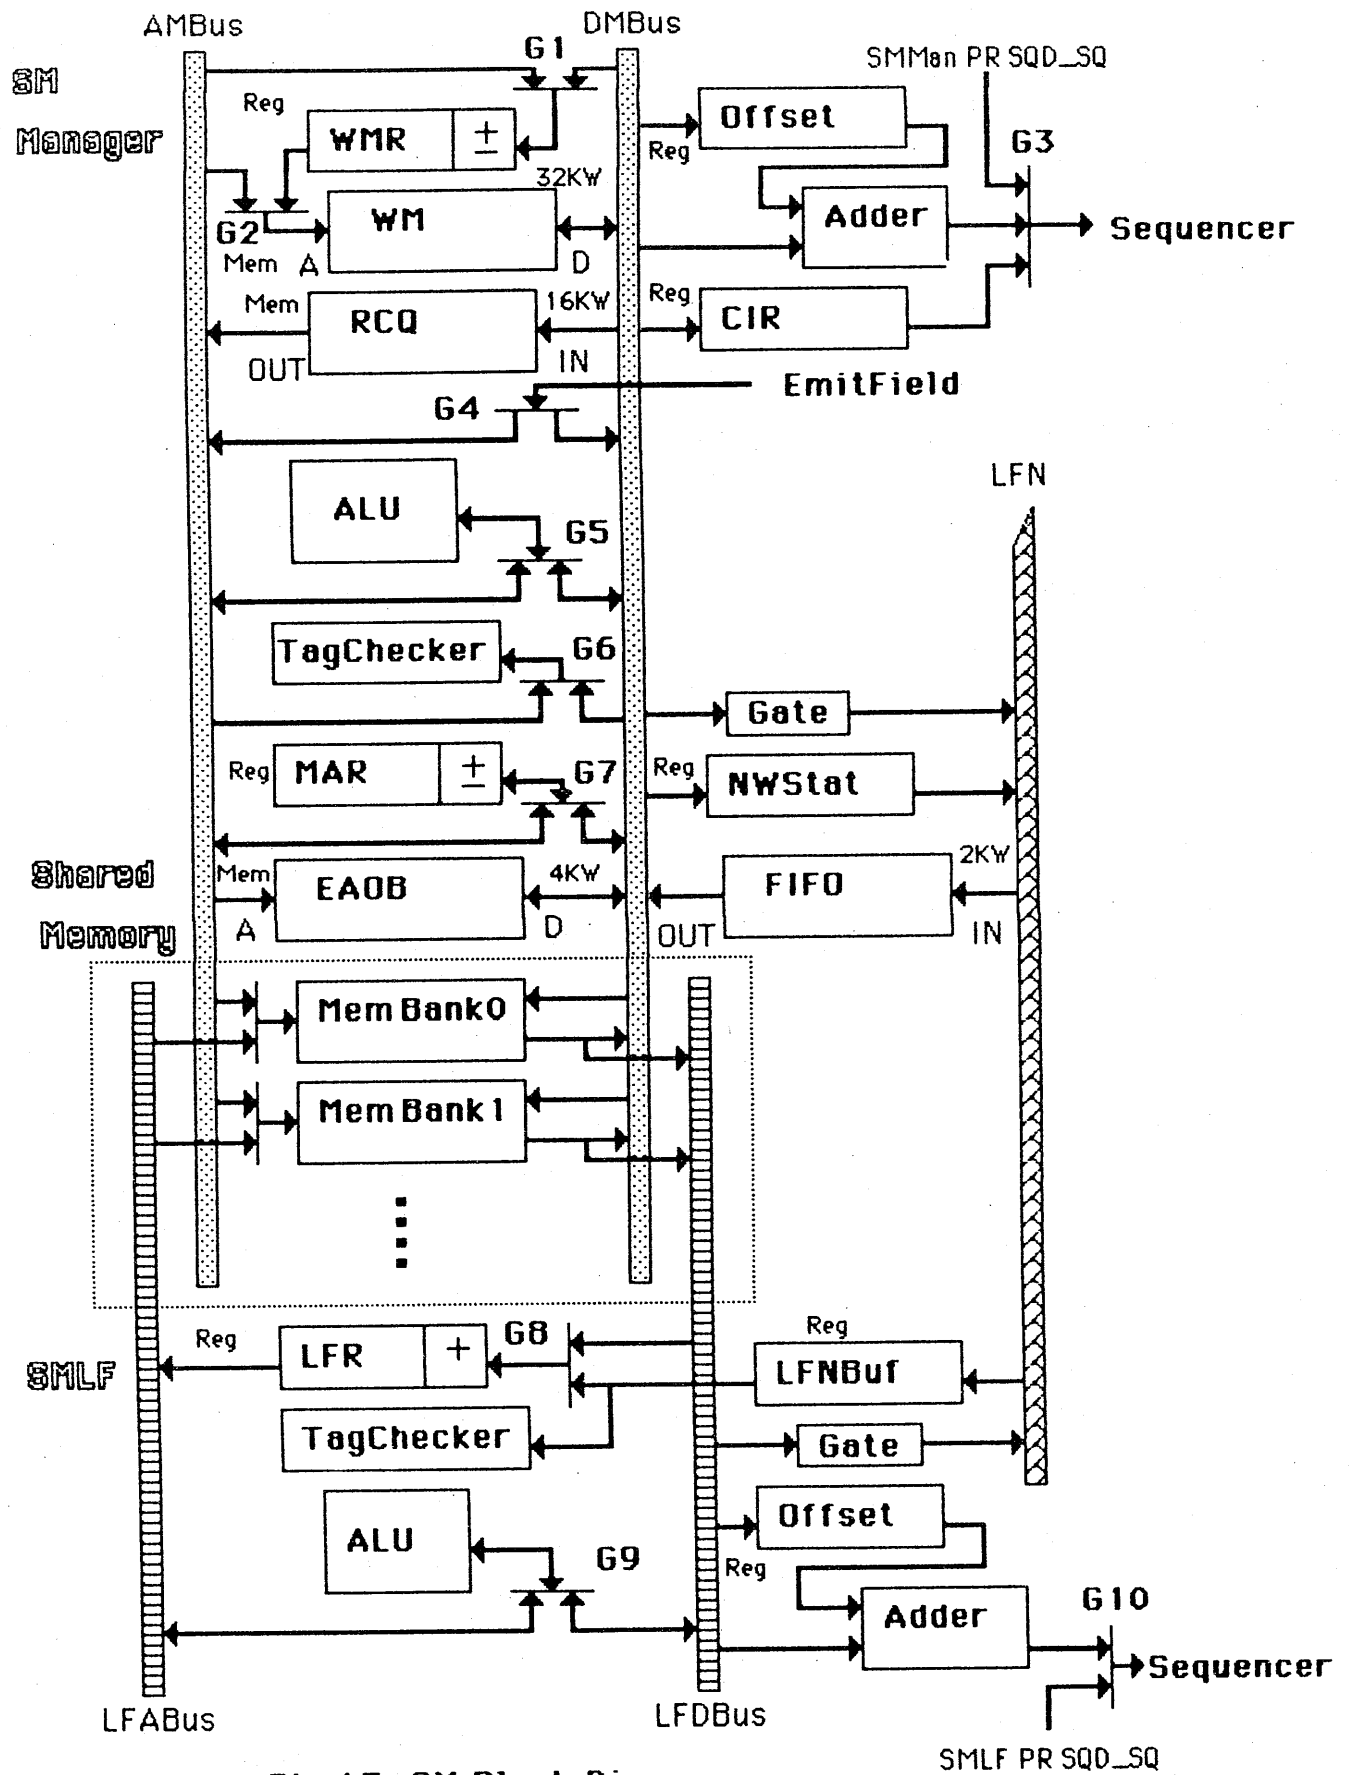 AMBus
DMBus
SM
Manager
G1
SMMan PR SQD_SQ
Reg
WMR ±
Offset
Reg
G3
32KW
WM
Adder
Sequencer
G2
Mem A
D
Mem
RCQ
16KW
Reg
CIR
OUT
IN
EmitField
G4
LFN
ALU
G5
TagChecker
G6
Gate
Reg
MAR ±
G7
Reg
NWStat
Shared
Memory
Mem
EAOB
4KW
FIFO
2KW
A
D
OUT
IN
MemBank0
MemBank1
Reg
LFR +
G8
Reg
LFNBuf
SMLF
TagChecker
Gate
ALU
G9
Offset
Reg
Adder
G10
Sequencer
LFABus
LFDBus
SMLF PR SQD_SQ